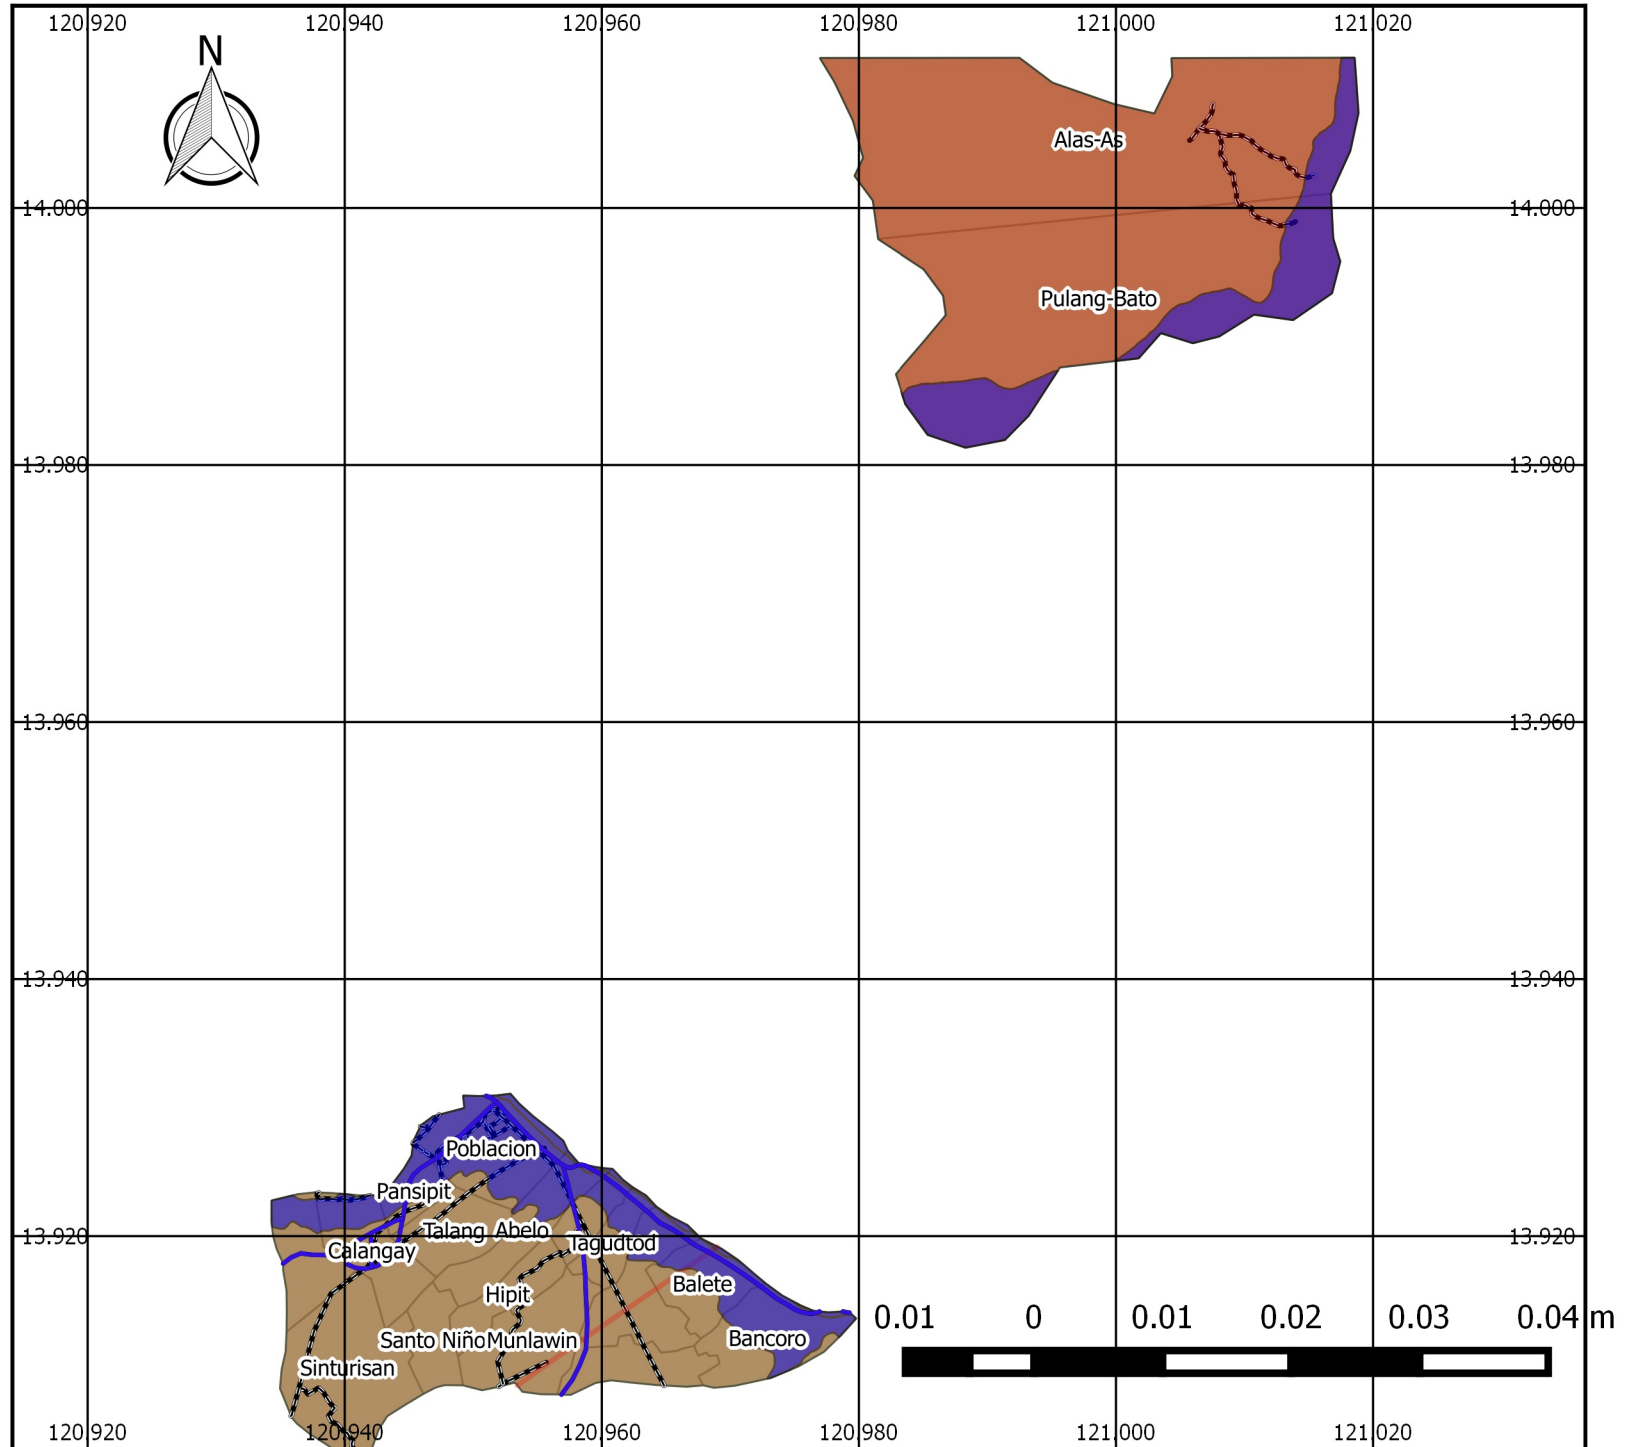 120.920 120.940 120.960 120.980 121.000 121.020
N
Alas-As
14.000 14.000
Pulang-Bato
13.980 13.980
13.960 13.960
13.940 13.940
Poblacion
Pansipit
Talang Abelo
13.920 Tagudtod 13.920
Calangay
Balete
Hipit
0.01 0 0.01 0.02 0.03 0.04 m
Santo Niño Munlawin Bancoro
Sinturisan
120.920 120.940 120.960 120.980 121.000 121.020